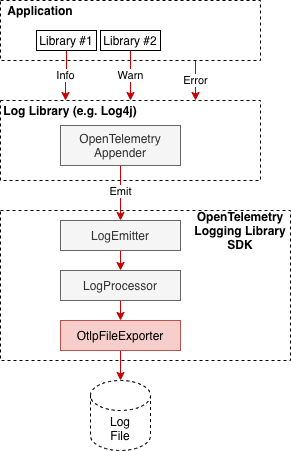 Application
Library #1
Library #2
Info
Warn
Error
Log Library (e.g. Log4j)
OpenTelemetry
Appender
Emit
OpenTelemetry
Logging Library
SDK
LogEmitter
LogProcessor
OtlpFileExporter
Log
File